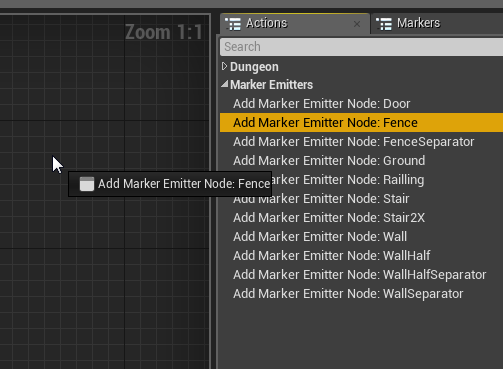 Zoom 1:1
Actions
Markers
Search
Dungeon
Marker Emitters
Add Marker Emitter Node: Door
Add Marker Emitter Node: Fence
Add Marker Emitter Node: FenceSeparator
Add Marker Emitter Node: Ground
Add Marker Emitter Node: Fence
Marker Emitter Node: Railling
Add Marker Emitter Node: Stair
Add Marker Emitter Node: Stair2X
Add Marker Emitter Node: Wall
Add Marker Emitter Node: WallHalf
Add Marker Emitter Node: WallHalfSeparator
Add Marker Emitter Node: WallSeparator